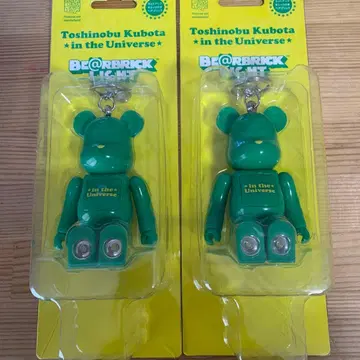 Toshinobu Kubota
★in the Universe★
BE@RBRICK
LIGHT
★In the★
Universe
Toshinobu Kubota
★in the Universe★
BE@RBRICK
LIGHT
★In the★
Universe